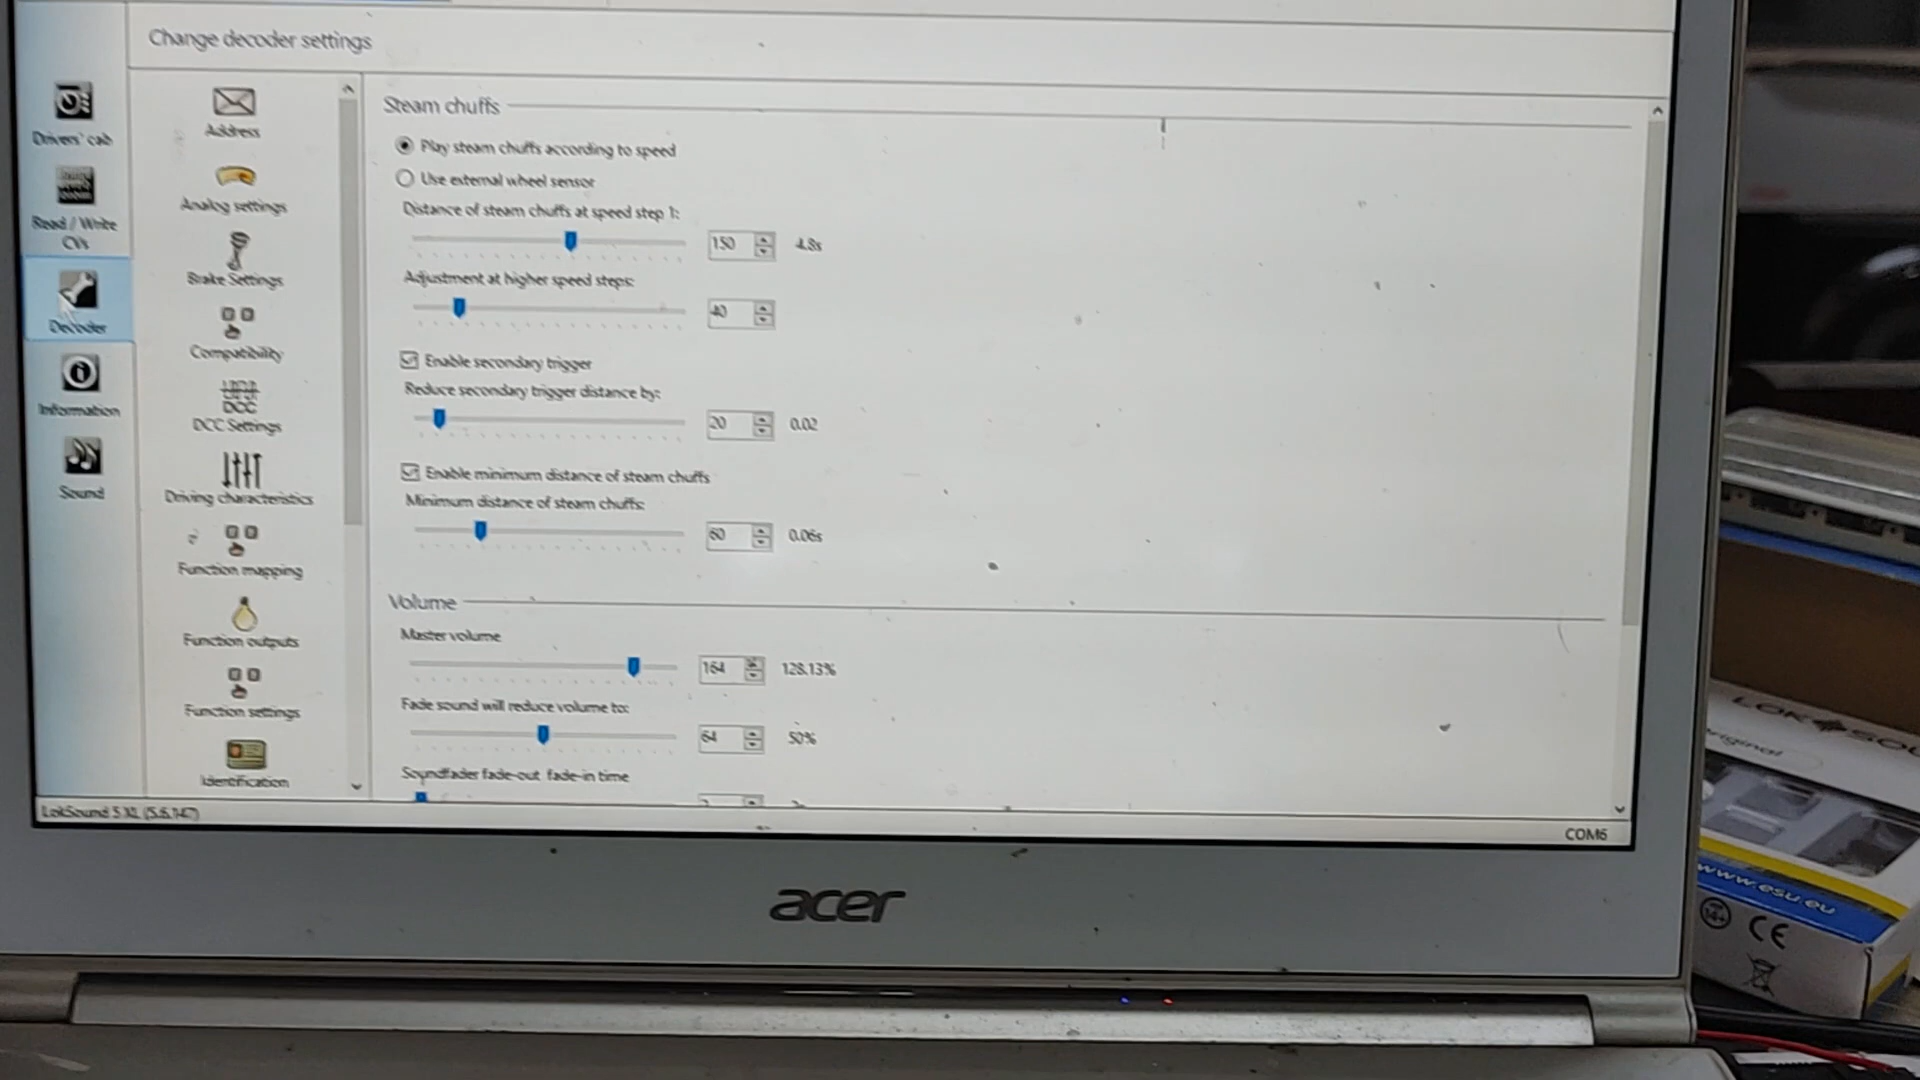 Change decoder settings
Drivers' cab
Read / Write
CVs
Decoder
Information
Sound
Address
Analog settings
Brake Settings
Compatibility
DCC
DCC Settings
Driving characteristics
Function mapping
Function outputs
Function settings
Identification
Steam chuffs
Play steam chuffs according to speed
Use external wheel sensor
Distance of steam chuffs at speed step 1:
150 4.8s
Adjustment at higher speed steps:
40
Enable secondary trigger
Reduce secondary trigger distance by:
20 0.02
Enable minimum distance of steam chuffs
Minimum distance of steam chuffs:
60 0.06s
Volume
Master volume
164 128.13%
Fade sound will reduce volume to:
64 50%
Soundfader fade-out fade-in time
LokSound 5 XL (5.6.147)
COM6
acer
LOK SOU
original
www.esu.eu
14+ CE